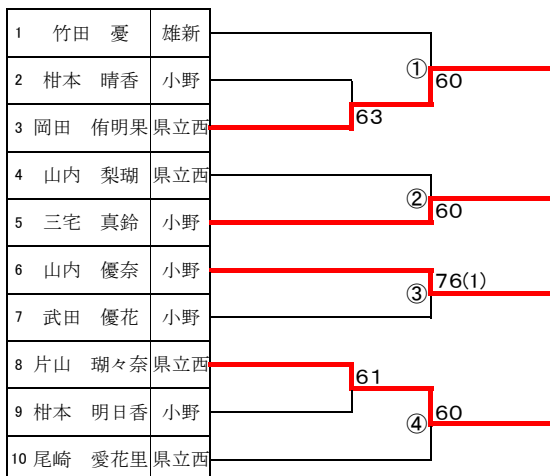 1 竹田 憂 雄新
2 柑本 晴香 小野
3 岡田 侑明果 県立西
4 山内 梨瑚 県立西
5 三宅 真鈴 小野
6 山内 優奈 小野
7 武田 優花 小野
8 片山 瑚々奈 県立西
9 柑本 明日香 小野
10 尾崎 愛花里 県立西
① 60
63
② 60
③ 76(1)
61
④ 60